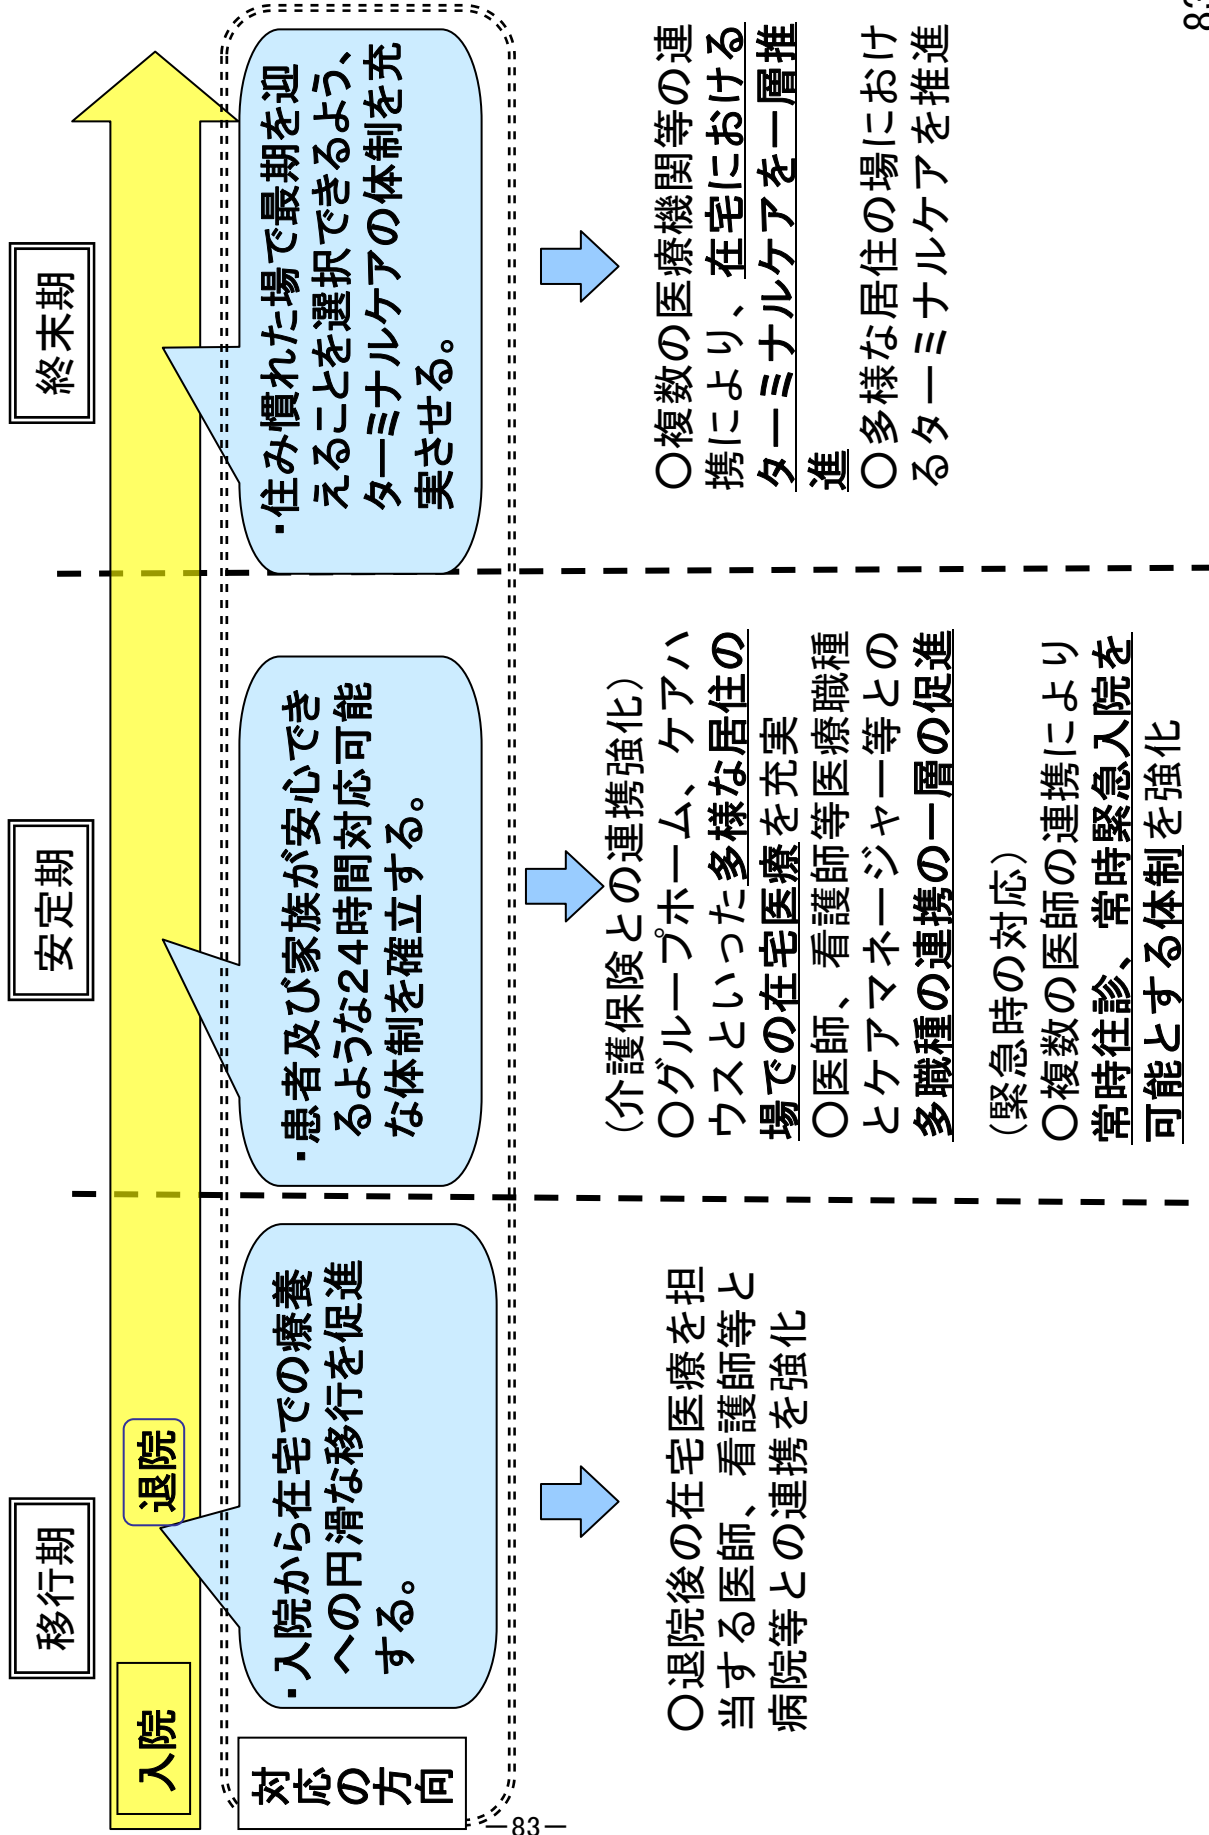 移行期
安定期
終末期
入院
退院
対応の方向
・入院から在宅での療養
への円滑な移行を促進
する。
・患者及び家族が安心でき
るような24時間対応可能
な体制を確立する。
・住み慣れた場で最期を迎
えることを選択できるよう、
ターミナルケアの体制を充
実させる。
○退院後の在宅医療を担
当する医師、看護師等と
病院等との連携を強化
(介護保険との連携強化)
○グループホーム、ケアハ
ウスといった多様な居住の
場での在宅医療を充実
○医師、看護師等医療職種
とケアマネージャー等との
多職種の連携の一層の促進
(緊急時の対応)
○複数の医師の連携により
常時往診、常時緊急入院を
可能とする体制を強化
○複数の医療機関等の連
携により、在宅における
ターミナルケアを一層推
進
○多様な居住の場におけ
るターミナルケアを推進
83
－83－